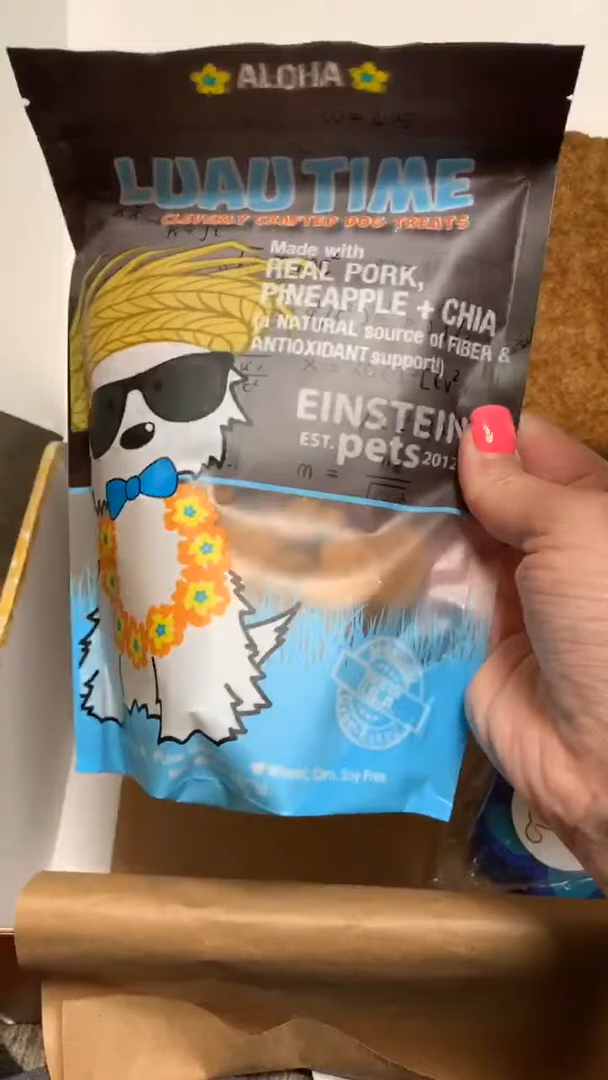 ALOHA
LUAU TIME
CLEVERLY CRAFTED DOG TREATS
Made with
REAL PORK,
PINEAPPLE + CHIA
(a NATURAL source of FIBER &
ANTIOXIDANT support!)
EINSTEIN
EST. pets 2012
m =
Wheat, Corn, Soy Free